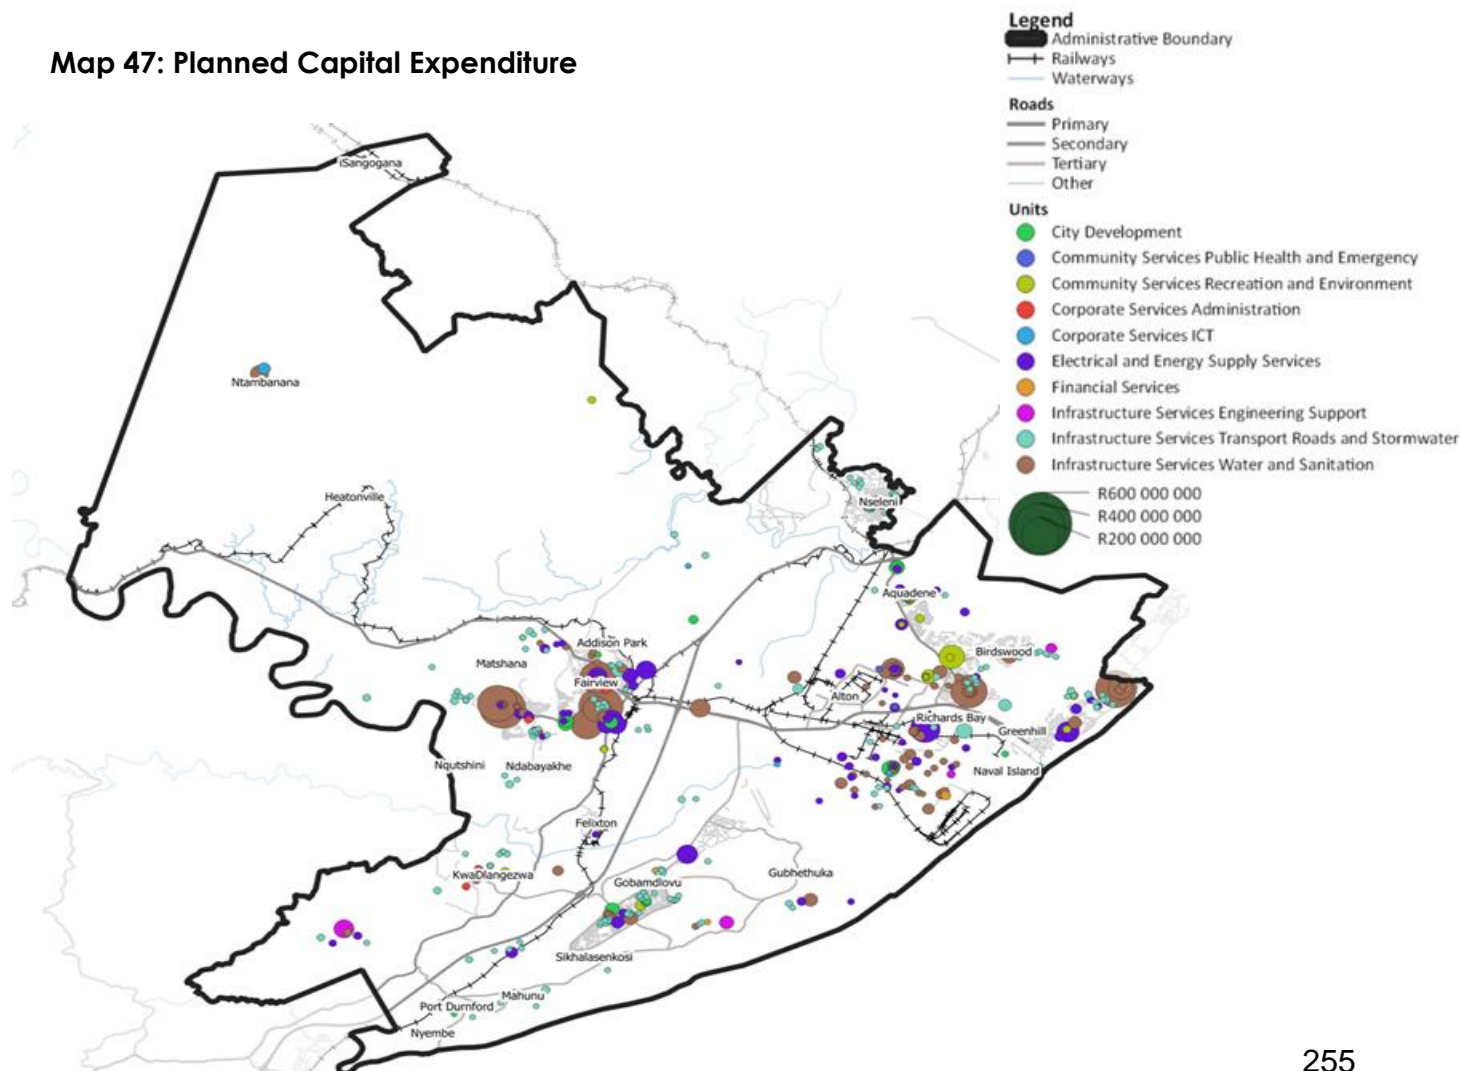 Map 47: Planned Capital Expenditure
Legend
Administrative Boundary
Railways
Waterways
Roads
Primary
Secondary
Tertiary
Other
Units
City Development
Community Services Public Health and Emergency
Community Services Recreation and Environment
Corporate Services Administration
Corporate Services ICT
Electrical and Energy Supply Services
Financial Services
Infrastructure Services Engineering Support
Infrastructure Services Transport Roads and Stormwater
Infrastructure Services Water and Sanitation
R600 000 000
R400 000 000
R200 000 000
iSangogana
Ntambanana
Heatonville
Nseleni
Aquadene
Addison Park
Birdswood
Matshana
Fairview
Alton
Richards Bay
Greenhill
Nqutshini
Ndabayakhe
Naval Island
Felixton
KwaDlangezwa
Gobamdlovu
Gubhethuka
Sikhalasenkosi
Mahunu
Port Durnford
Nyembe
255